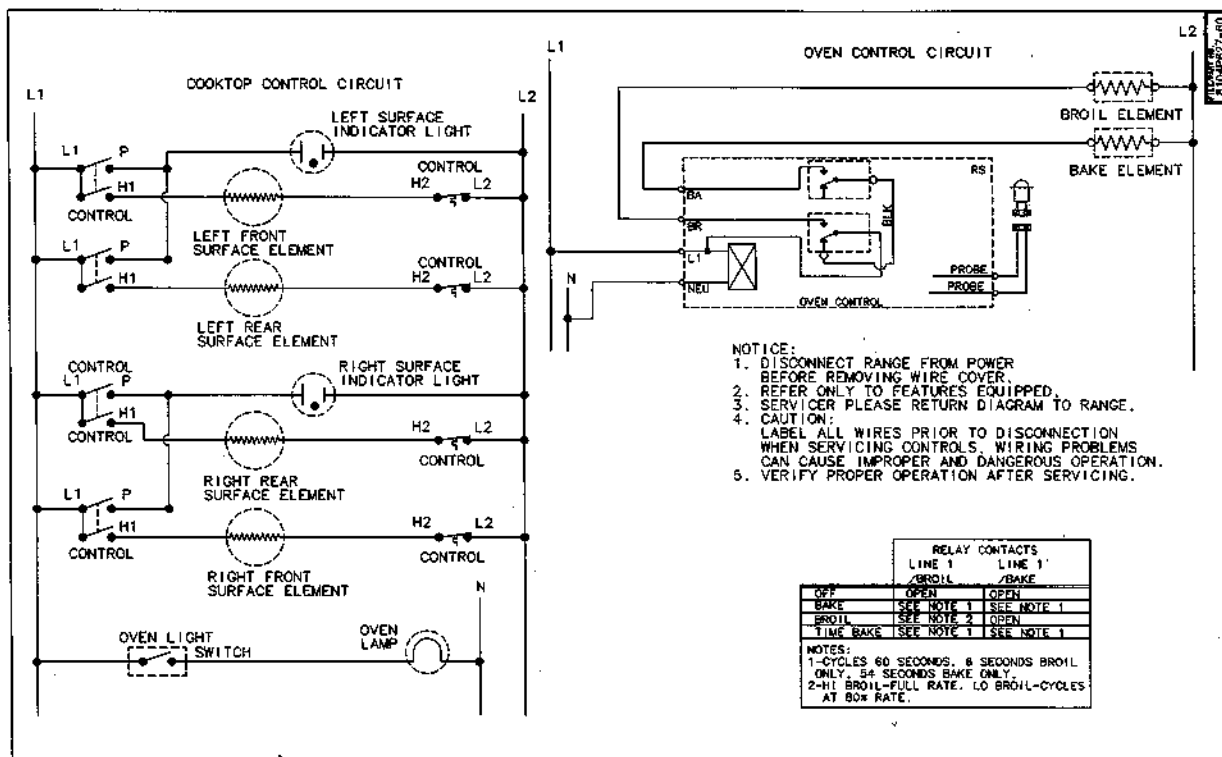 COOKTOP CONTROL CIRCUIT
L1
L2
LEFT SURFACE
INDICATOR LIGHT
L1
P
H1
CONTROL
CONTROL
H2
L2
LEFT FRONT
SURFACE ELEMENT
L1
P
H1
CONTROL
H2
L2
LEFT REAR
SURFACE ELEMENT
CONTROL
L1
P
H1
RIGHT SURFACE
INDICATOR LIGHT
H2
L2
CONTROL
RIGHT REAR
SURFACE ELEMENT
L1
P
H1
CONTROL
H2
L2
CONTROL
RIGHT FRONT
SURFACE ELEMENT
N
OVEN LIGHT
SWITCH
OVEN
LAMP
OVEN CONTROL CIRCUIT
L1
L2
BROIL ELEMENT
BAKE ELEMENT
RS
BA
BR
BLK
L1
NEU
N
PROBE
PROBE
OVEN CONTROL
NOTICE:
1. DISCONNECT RANGE FROM POWER
BEFORE REMOVING WIRE COVER.
2. REFER ONLY TO FEATURES EQUIPPED.
3. SERVICER PLEASE RETURN DIAGRAM TO RANGE.
4. CAUTION:
LABEL ALL WIRES PRIOR TO DISCONNECTION
WHEN SERVICING CONTROLS. WIRING PROBLEMS
CAN CAUSE IMPROPER AND DANGEROUS OPERATION.
5. VERIFY PROPER OPERATION AFTER SERVICING.
RELAY CONTACTS
LINE 1 LINE 1
/BROIL /BAKE
OFF OPEN OPEN
BAKE SEE NOTE 1 SEE NOTE 1
BROIL SEE NOTE 2 OPEN
TIME BAKE SEE NOTE 1 SEE NOTE 1
NOTES:
1-CYCLES 60 SECONDS. 6 SECONDS BROIL
ONLY. 54 SECONDS BAKE ONLY.
2-HI BROIL-FULL RATE. LO BROIL-CYCLES
AT 80% RATE.